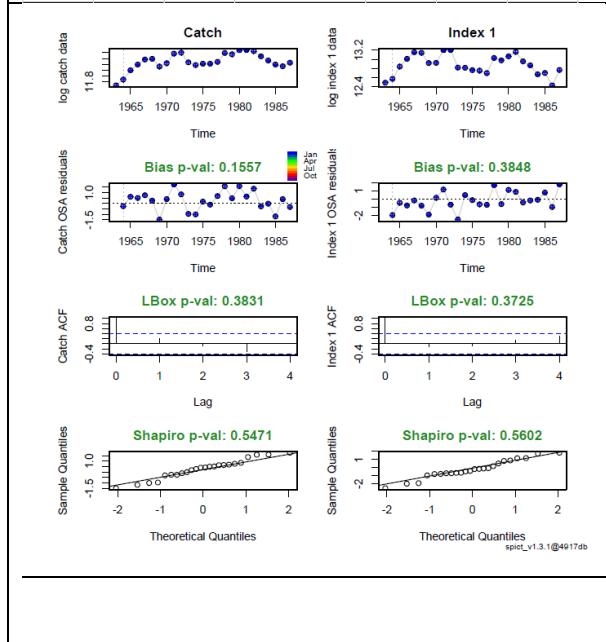 Catch
log catch data
11.8
1965 1970 1975 1980 1985
Time
Index 1
log index 1 data
13.2
12.4
1965 1970 1975 1980 1985
Time
Bias p-val: 0.1557
Jan
Apr
Jul
Oct
Catch OSA residuals
1.0
-1.5
1965 1970 1975 1980 1985
Time
Bias p-val: 0.3848
Index 1 OSA residuals
1
-2
1965 1970 1975 1980 1985
Time
LBox p-val: 0.3831
Catch ACF
0.8
-0.4
0 1 2 3 4
Lag
LBox p-val: 0.3725
Index 1 ACF
0.8
-0.4
0 1 2 3 4
Lag
Shapiro p-val: 0.5471
Sample Quantiles
1.0
-1.5
-2 -1 0 1 2
Theoretical Quantiles
Shapiro p-val: 0.5602
Sample Quantiles
1
-2
-2 -1 0 1 2
Theoretical Quantiles
spict_v1.3.1@4917db